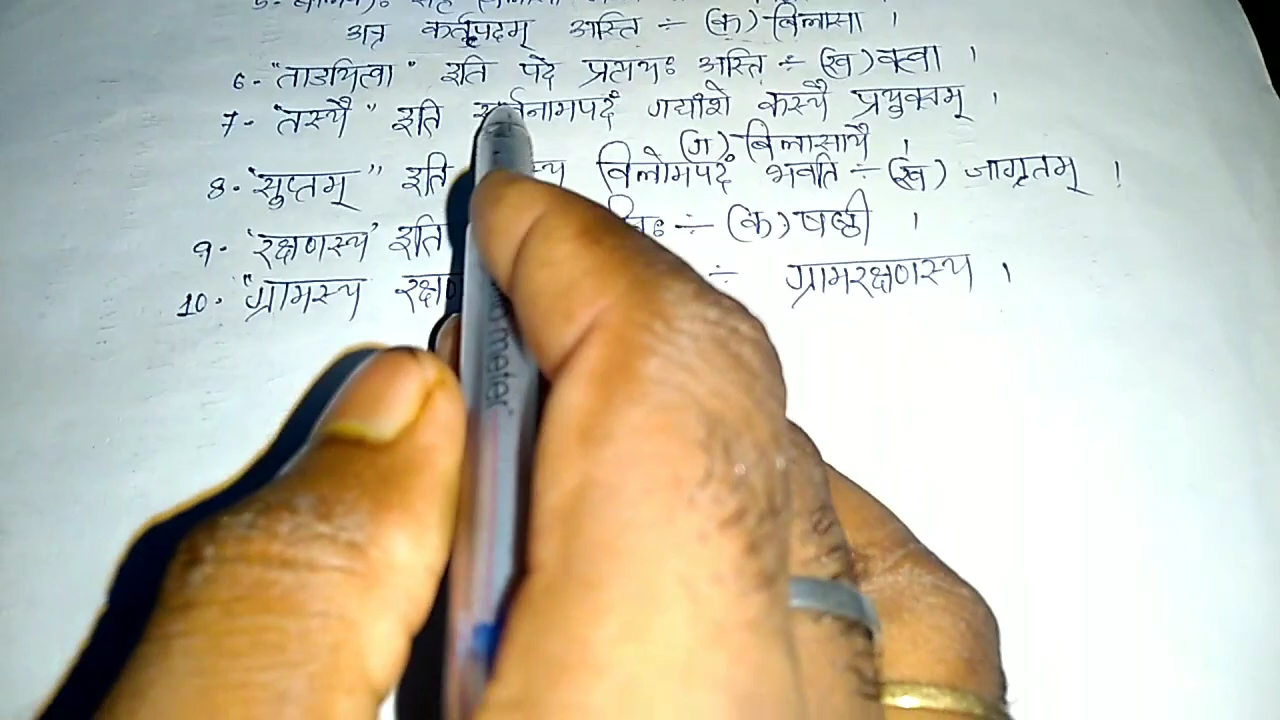 अत्र कर्तृपदम् अस्ति ÷ (क) बिलासा ।
6- "ताडयित्वा" इति पदे प्रत्ययः अस्ति ÷ (ख) क्त्वा ।
7- "तस्यै" इति सर्वनामपदं गद्यांशे कस्यै प्रयुक्तम् ।
(ग) बिलासायै ।
8- "सुप्तम्" इति विलोमपदं भवति ÷ (ख) जागृतम् ।
9- 'रक्षणस्य' इति ÷ (क) षष्ठी ।
10- "ग्रामस्य ÷ ग्रामरक्षणस्य ।
meter